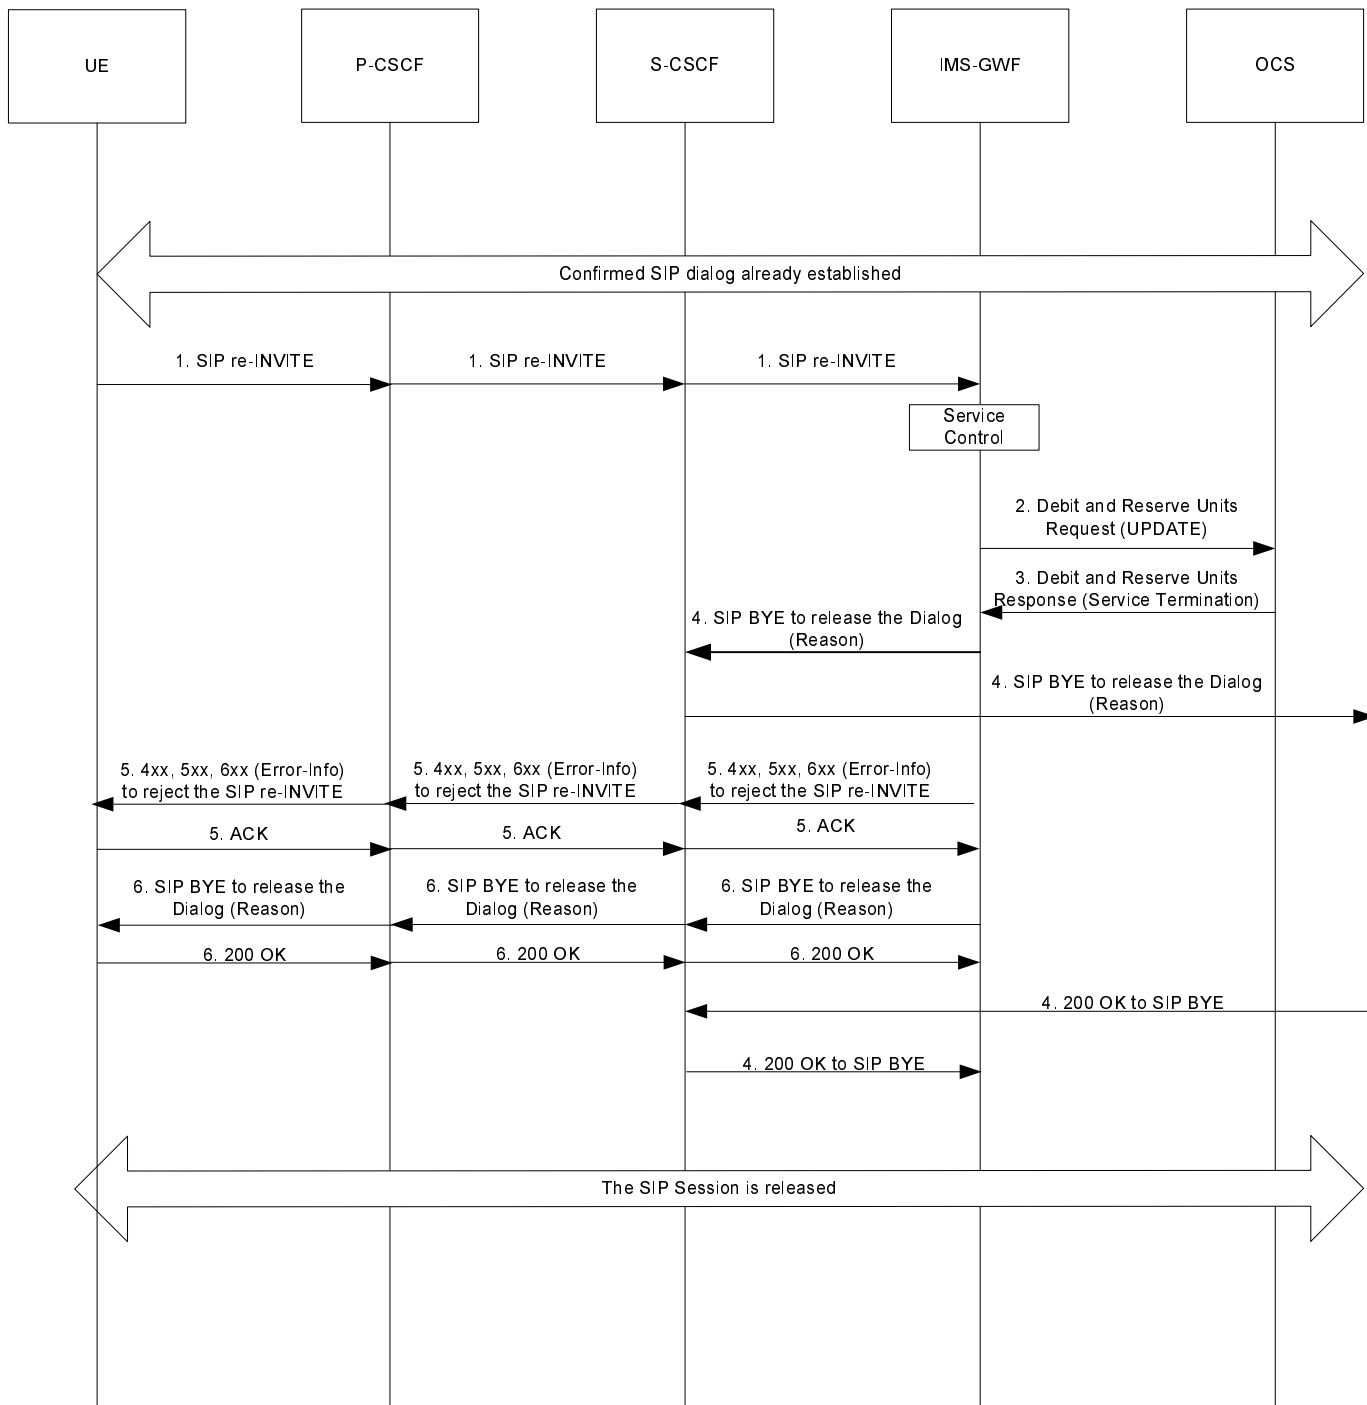 UE
P-CSCF
S-CSCF
IMS-GWF
OCS
Confirmed SIP dialog already established
1. SIP re-INVITE
1. SIP re-INVITE
1. SIP re-INVITE
Service
Control
2. Debit and Reserve Units
Request (UPDATE)
3. Debit and Reserve Units
Response (Service Termination)
4. SIP BYE to release the Dialog
(Reason)
4. SIP BYE to release the Dialog
(Reason)
5. 4xx, 5xx, 6xx (Error-Info)
to reject the SIP re-INVITE
5. 4xx, 5xx, 6xx (Error-Info)
to reject the SIP re-INVITE
5. 4xx, 5xx, 6xx (Error-Info)
to reject the SIP re-INVITE
5. ACK
5. ACK
5. ACK
6. SIP BYE to release the
Dialog (Reason)
6. SIP BYE to release the
Dialog (Reason)
6. SIP BYE to release the
Dialog (Reason)
6. 200 OK
6. 200 OK
6. 200 OK
4. 200 OK to SIP BYE
4. 200 OK to SIP BYE
The SIP Session is released